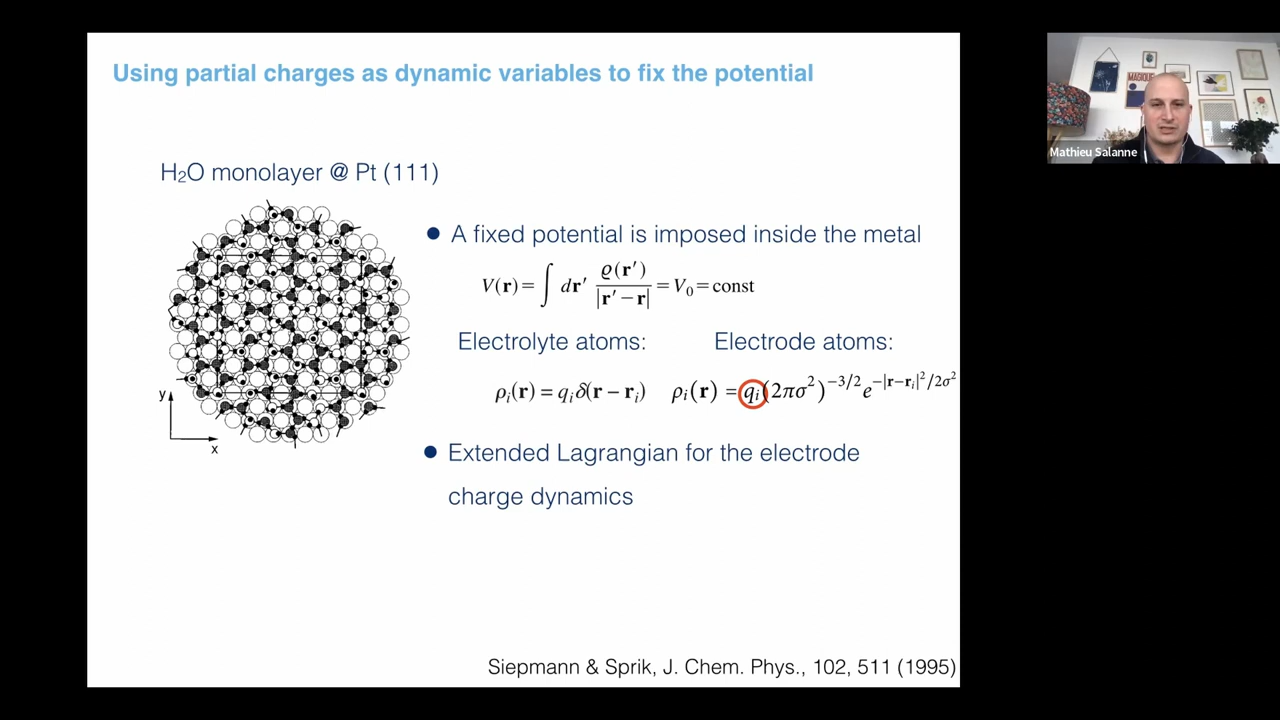 Using partial charges as dynamic variables to fix the potential
MAGIQUE
Mathieu Salanne
H₂O monolayer @ Pt (111)
y
x
● A fixed potential is imposed inside the metal
V(r) = ∫ dr′ ϱ(r′) / |r′ − r| = V₀ = const
Electrolyte atoms:
Electrode atoms:
ρᵢ(r) = qᵢδ(r − rᵢ)
ρᵢ(r) = qᵢ(2πσ²)^−3/2 e^−|r−rᵢ|²/2σ²
● Extended Lagrangian for the electrode
charge dynamics
Siepmann & Sprik, J. Chem. Phys., 102, 511 (1995)